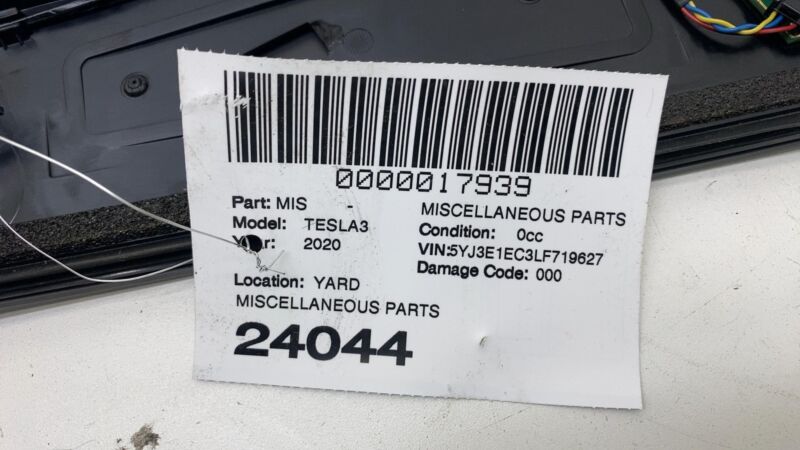 0000017939
Part: MIS -
MISCELLANEOUS PARTS
Model: TESLA3
Condition: 0cc
Year: 2020
VIN:5YJ3E1EC3LF719627
Damage Code: 000
Location: YARD
MISCELLANEOUS PARTS
24044